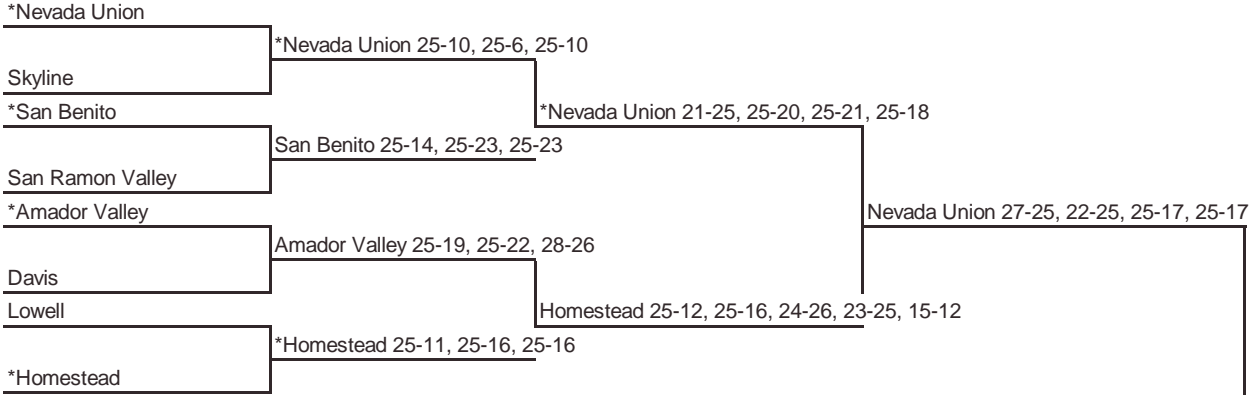 *Nevada Union
*Nevada Union 25-10, 25-6, 25-10
Skyline
*San Benito
*Nevada Union 21-25, 25-20, 25-21, 25-18
San Benito 25-14, 25-23, 25-23
San Ramon Valley
*Amador Valley
Nevada Union 27-25, 22-25, 25-17, 25-17
Amador Valley 25-19, 25-22, 28-26
Davis
Lowell
Homestead 25-12, 25-16, 24-26, 23-25, 15-12
*Homestead 25-11, 25-16, 25-16
*Homestead